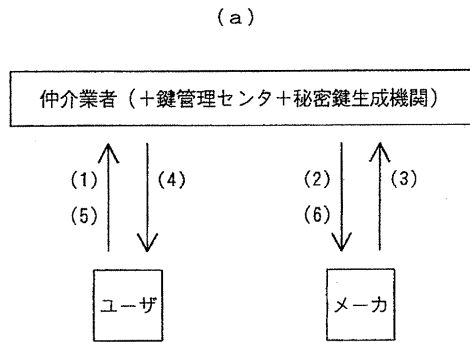 (a)
仲介業者(+鍵管理センタ+秘密鍵生成機関)
(1) (4) (2) (3)
(5) (6)
ユーザ メーカ